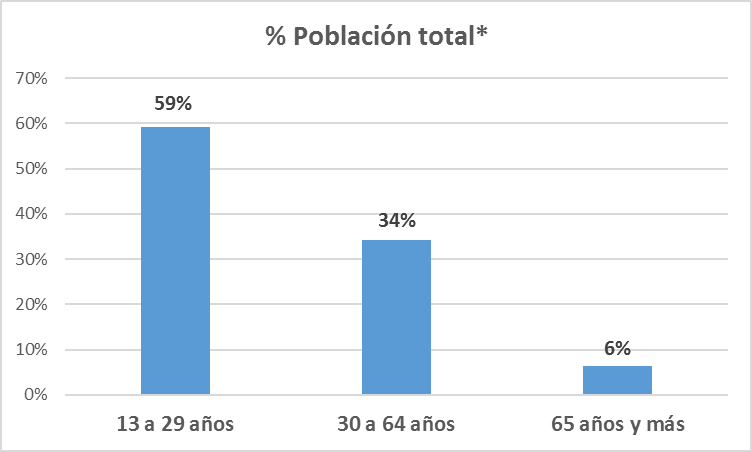 % Población total*
70%
60%
50%
40%
30%
20%
10%
0%
59%
34%
6%
13 a 29 años
30 a 64 años
65 años y más